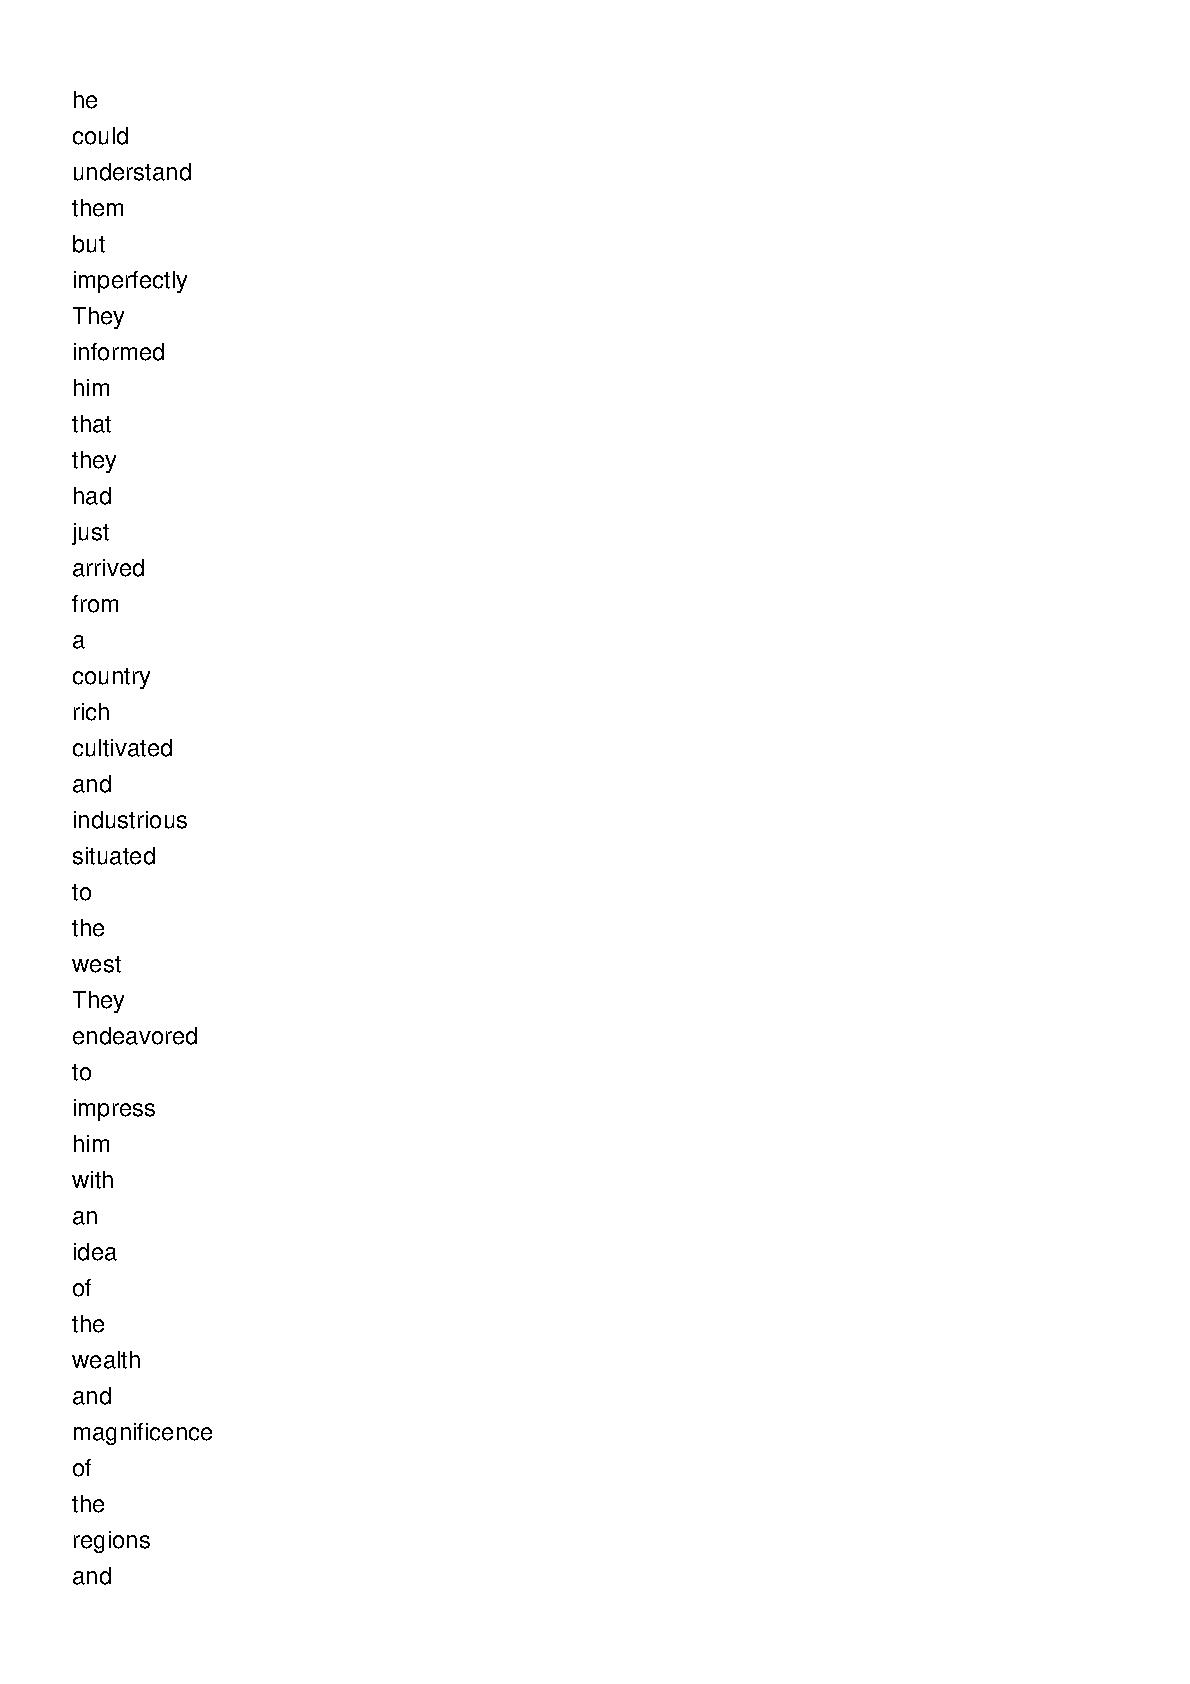 he
could
understand
them
but
imperfectly
They
informed
him
that
they
had
just
arrived
from
a
country
rich
cultivated
and
industrious
situated
to
the
west
They
endeavored
to
impress
him
with
an
idea
of
the
wealth
and
magnificence
of
the
regions
and